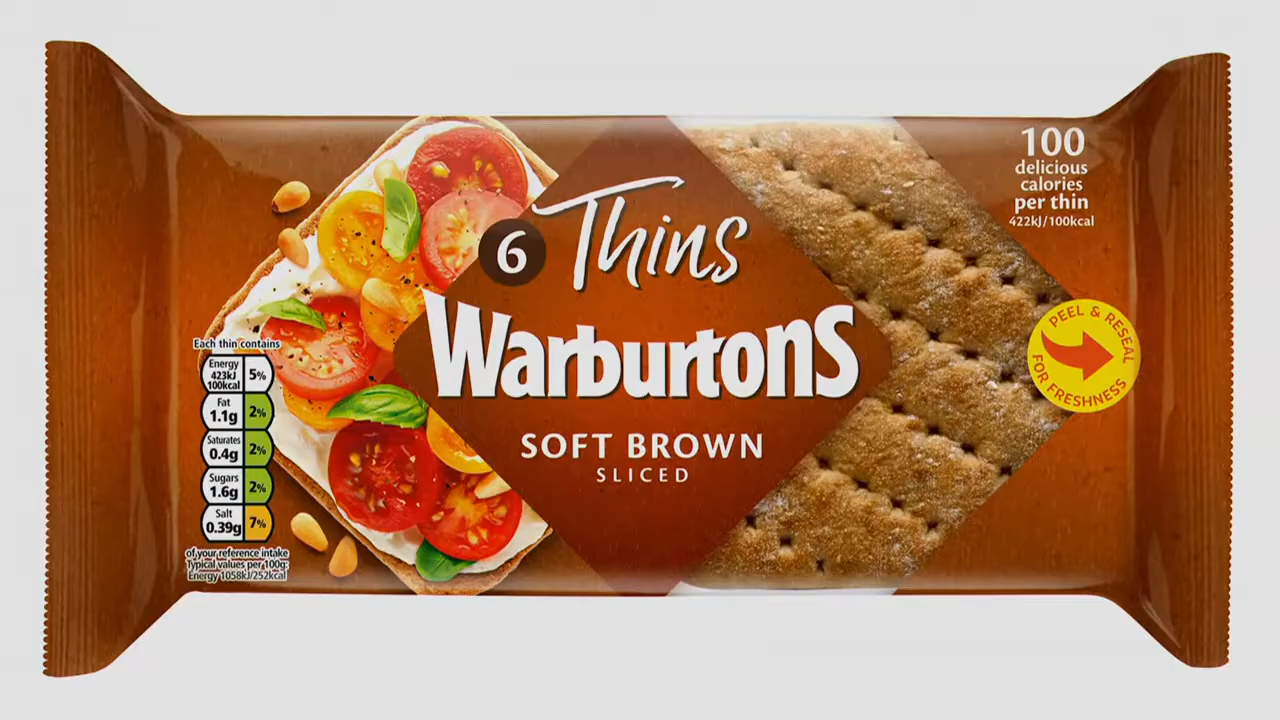 6
Thins
Warburtons
SOFT BROWN
SLICED
100
delicious
calories
per thin
422kJ/100kcal
PEEL & RESEAL
FOR FRESHNESS
Each thin contains
Energy
423kJ
100kcal
5%
Fat
1.1g
2%
Saturates
0.4g
2%
Sugars
1.6g
2%
Salt
0.39g
7%
of your reference intake
Typical values per 100g:
Energy 1058kJ/252kcal